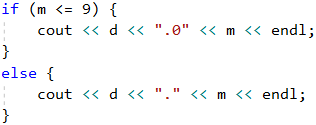 if (m <= 9) {
    cout << d << ".0" << m << endl;
}
else {
    cout << d << "." << m << endl;
}